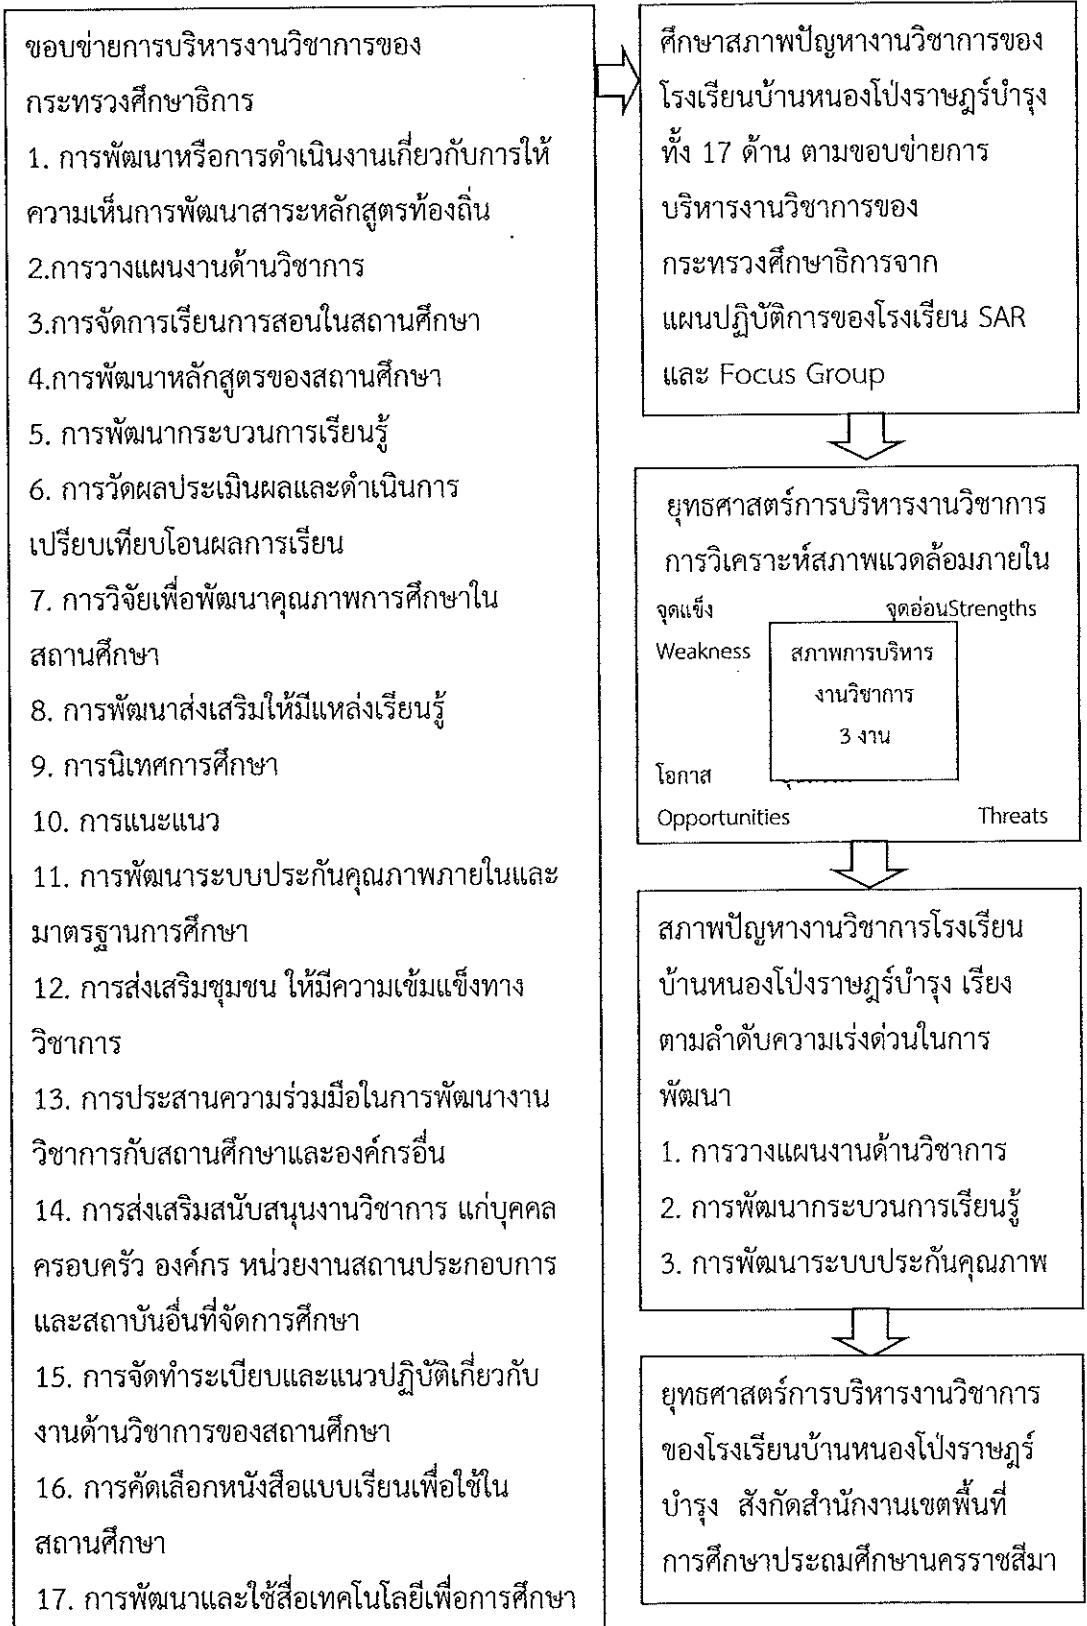 ขอบข่ายการบริหารงานวิชาการของ
กระทรวงศึกษาธิการ
1. การพัฒนาหรือการดำเนินงานเกี่ยวกับการให้
ความเห็นการพัฒนาสาระหลักสูตรท้องถิ่น
2.การวางแผนงานด้านวิชาการ
3.การจัดการเรียนการสอนในสถานศึกษา
4.การพัฒนาหลักสูตรของสถานศึกษา
5. การพัฒนากระบวนการเรียนรู้
6. การวัดผลประเมินผลและดำเนินการ
เปรียบเทียบโอนผลการเรียน
7. การวิจัยเพื่อพัฒนาคุณภาพการศึกษาใน
สถานศึกษา
8. การพัฒนาส่งเสริมให้มีแหล่งเรียนรู้
9. การนิเทศการศึกษา
10. การแนะแนว
11. การพัฒนาระบบประกันคุณภาพภายในและ
มาตรฐานการศึกษา
12. การส่งเสริมชุมชน ให้มีความเข้มแข็งทาง
วิชาการ
13. การประสานความร่วมมือในการพัฒนางาน
วิชาการกับสถานศึกษาและองค์กรอื่น
14. การส่งเสริมสนับสนุนงานวิชาการ แก่บุคคล
ครอบครัว องค์กร หน่วยงานสถานประกอบการ
และสถาบันอื่นที่จัดการศึกษา
15. การจัดทำระเบียบและแนวปฏิบัติเกี่ยวกับ
งานด้านวิชาการของสถานศึกษา
16. การคัดเลือกหนังสือแบบเรียนเพื่อใช้ใน
สถานศึกษา
17. การพัฒนาและใช้สื่อเทคโนโลยีเพื่อการศึกษา
ศึกษาสภาพปัญหางานวิชาการของ
โรงเรียนบ้านหนองโป่งราษฎร์บำรุง
ทั้ง 17 ด้าน ตามขอบข่ายการ
บริหารงานวิชาการของ
กระทรวงศึกษาธิการจาก
แผนปฏิบัติการของโรงเรียน SAR
และ Focus Group
ยุทธศาสตร์การบริหารงานวิชาการ
การวิเคราะห์สภาพแวดล้อมภายใน
จุดแข็ง จุดอ่อนStrengths
Weakness
สภาพการบริหาร
งานวิชาการ
3 งาน
โอกาส
Opportunities Threats
สภาพปัญหางานวิชาการโรงเรียน
บ้านหนองโป่งราษฎร์บำรุง เรียง
ตามลำดับความเร่งด่วนในการ
พัฒนา
1. การวางแผนงานด้านวิชาการ
2. การพัฒนากระบวนการเรียนรู้
3. การพัฒนาระบบประกันคุณภาพ
ยุทธศาสตร์การบริหารงานวิชาการ
ของโรงเรียนบ้านหนองโป่งราษฎร์
บำรุง สังกัดสำนักงานเขตพื้นที่
การศึกษาประถมศึกษานครราชสีมา